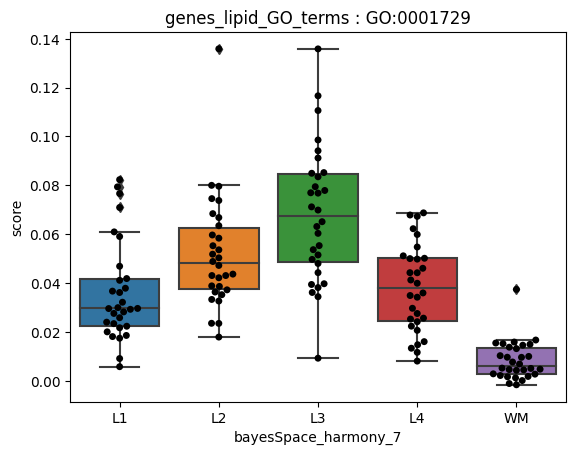 genes_lipid_GO_terms : GO:0001729
0.14
0.12
0.10
0.08
0.06
0.04
0.02
0.00
score
L1 L2 L3 L4 WM
bayesSpace_harmony_7